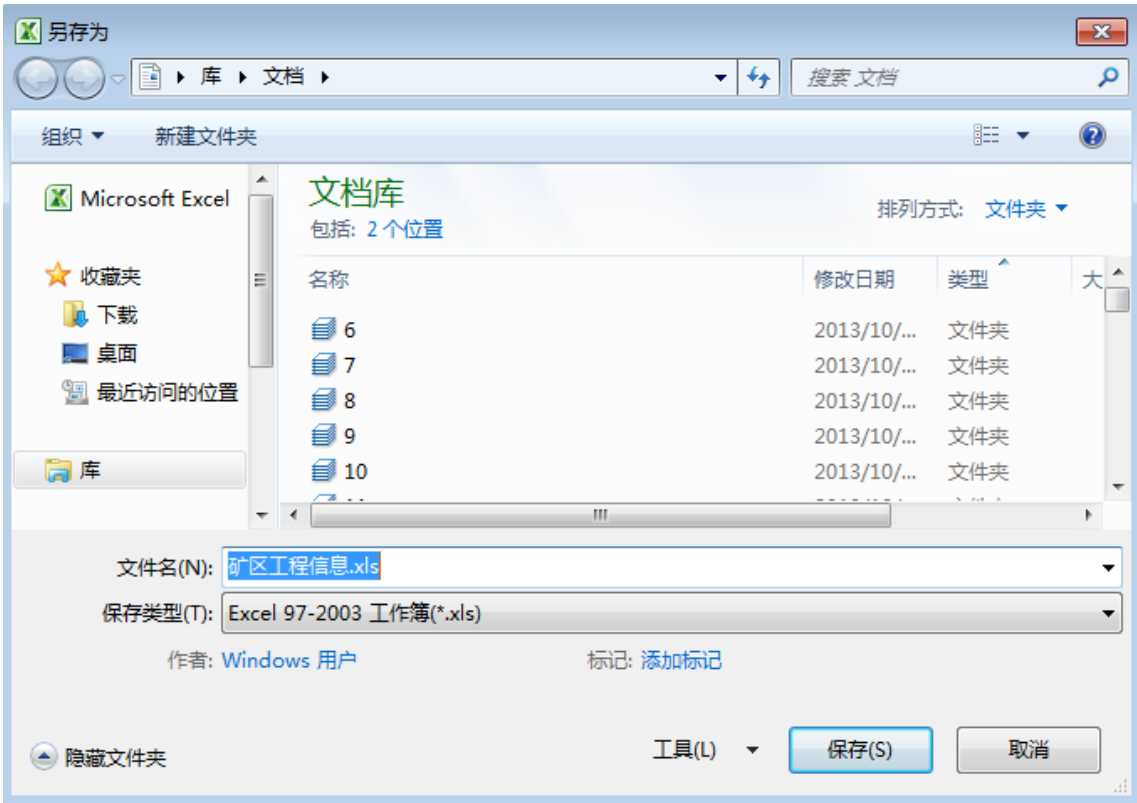 另存为
库 文档
搜索 文档
组织 新建文件夹
Microsoft Excel
收藏夹
下载
桌面
最近访问的位置
库
文档库
包括: 2 个位置
排列方式: 文件夹
名称 修改日期 类型 大
6 2013/10/... 文件夹
7 2013/10/... 文件夹
8 2013/10/... 文件夹
9 2013/10/... 文件夹
10 2013/10/... 文件夹
文件名(N): 矿区工程信息.xls
保存类型(T): Excel 97-2003 工作簿(*.xls)
作者: Windows 用户 标记: 添加标记
隐藏文件夹 工具(L) 保存(S) 取消